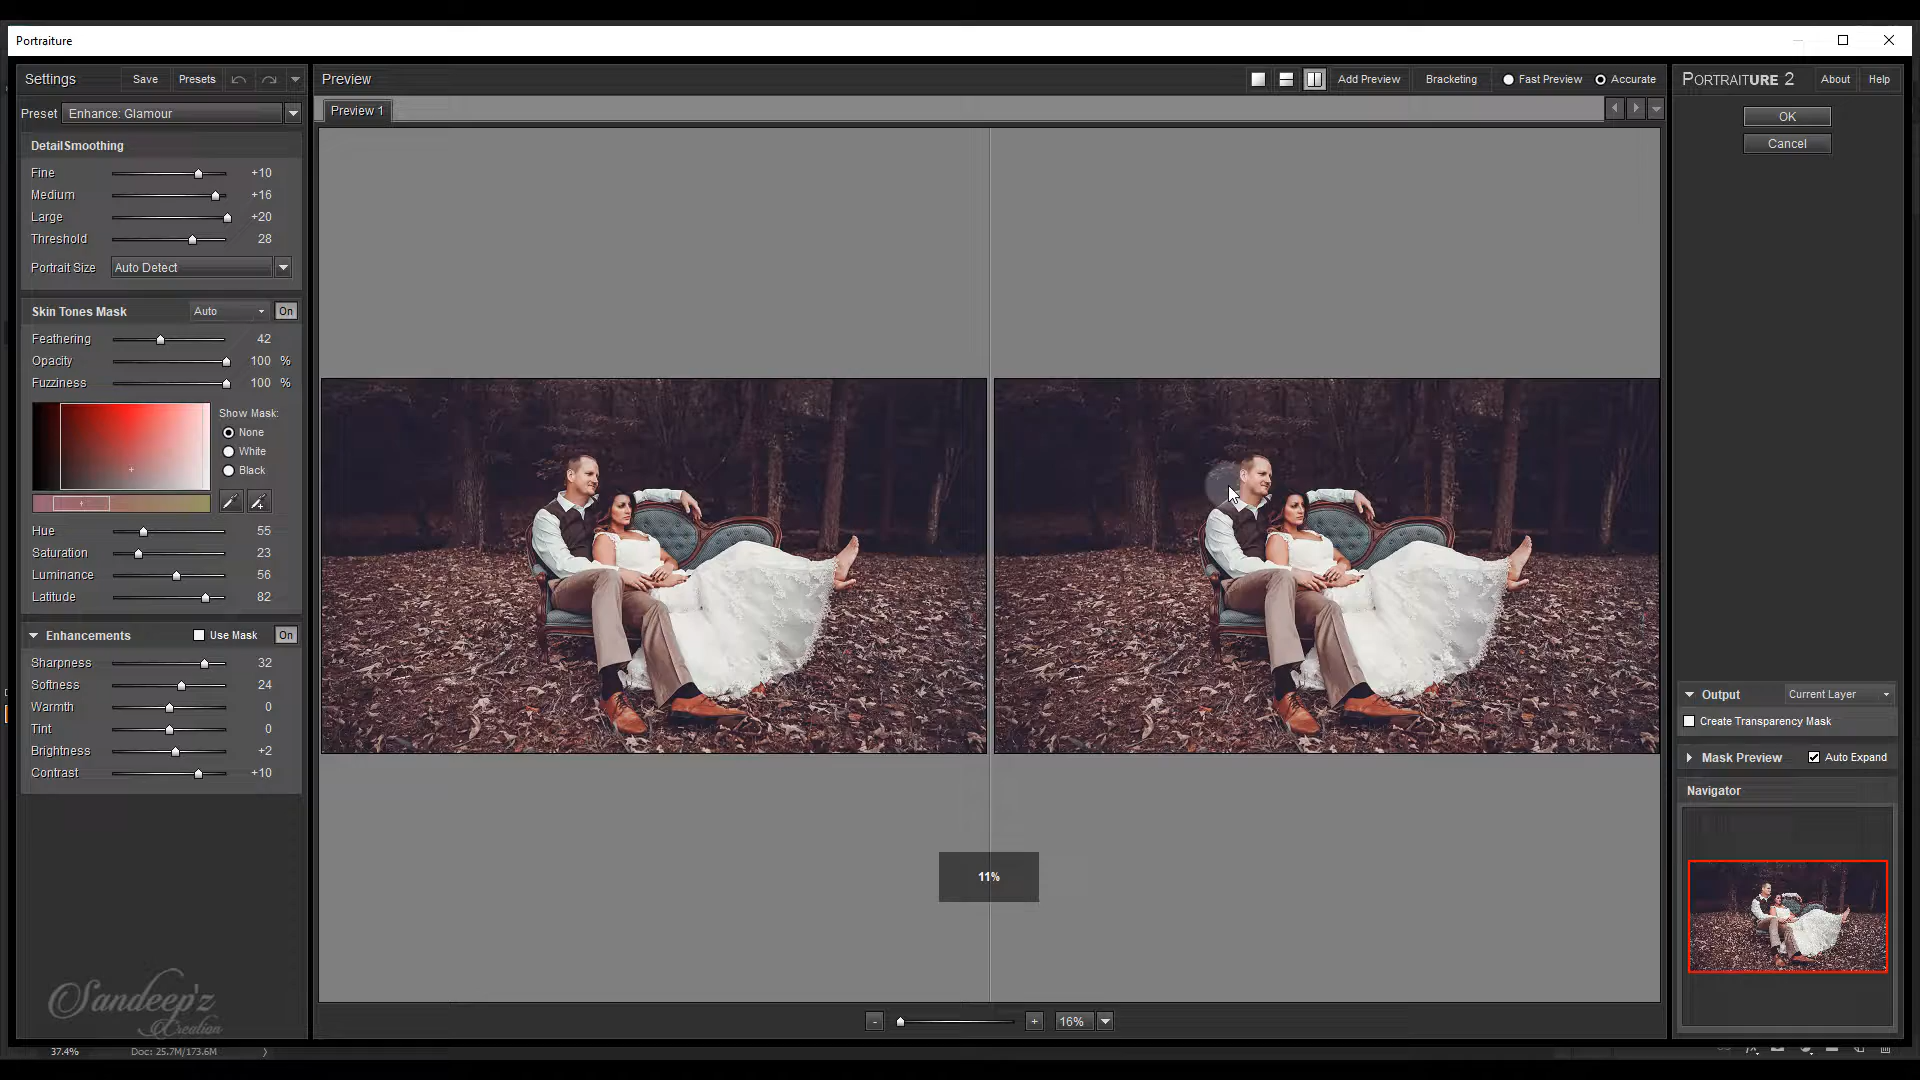 Portraiture
Settings Save Presets
Preview
Add Preview Bracketing Fast Preview Accurate
PORTRAITURE 2 About Help
Preset Enhance: Glamour
Preview 1
OK
Cancel
DetailSmoothing
Fine +10
Medium +16
Large +20
Threshold 28
Portrait Size Auto Detect
Skin Tones Mask Auto On
Feathering 42
Opacity 100 %
Fuzziness 100 %
Show Mask:
None
White
Black
Hue 55
Saturation 23
Luminance 56
Latitude 82
Enhancements Use Mask On
Sharpness 32
Softness 24
Warmth 0
Tint 0
Brightness +2
Contrast +10
Output Current Layer
Create Transparency Mask
Mask Preview Auto Expand
Navigator
11%
Sandeep'z
Creation
- + 16%
37.4% Doc: 25.7M/173.6M